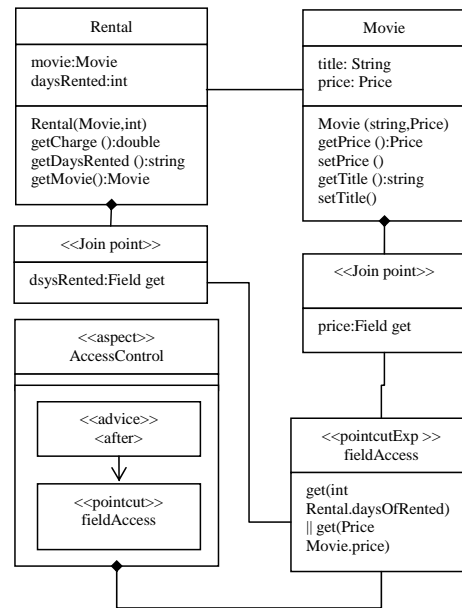 Rental
movie:Movie
daysRented:int
Rental(Movie,int)
getCharge ():double
getDaysRented ():string
getMovie():Movie
Movie
title: String
price: Price
Movie (string,Price)
getPrice ():Price
setPrice ()
getTitle ():string
setTitle()
<<Join point>>
dsysRented:Field get
<<Join point>>
price:Field get
<<aspect>>
AccessControl
<<advice>>
<after>
<<pointcut>>
fieldAccess
<<pointcutExp >>
fieldAccess
get(int
Rental.daysOfRented)
|| get(Price
Movie.price)